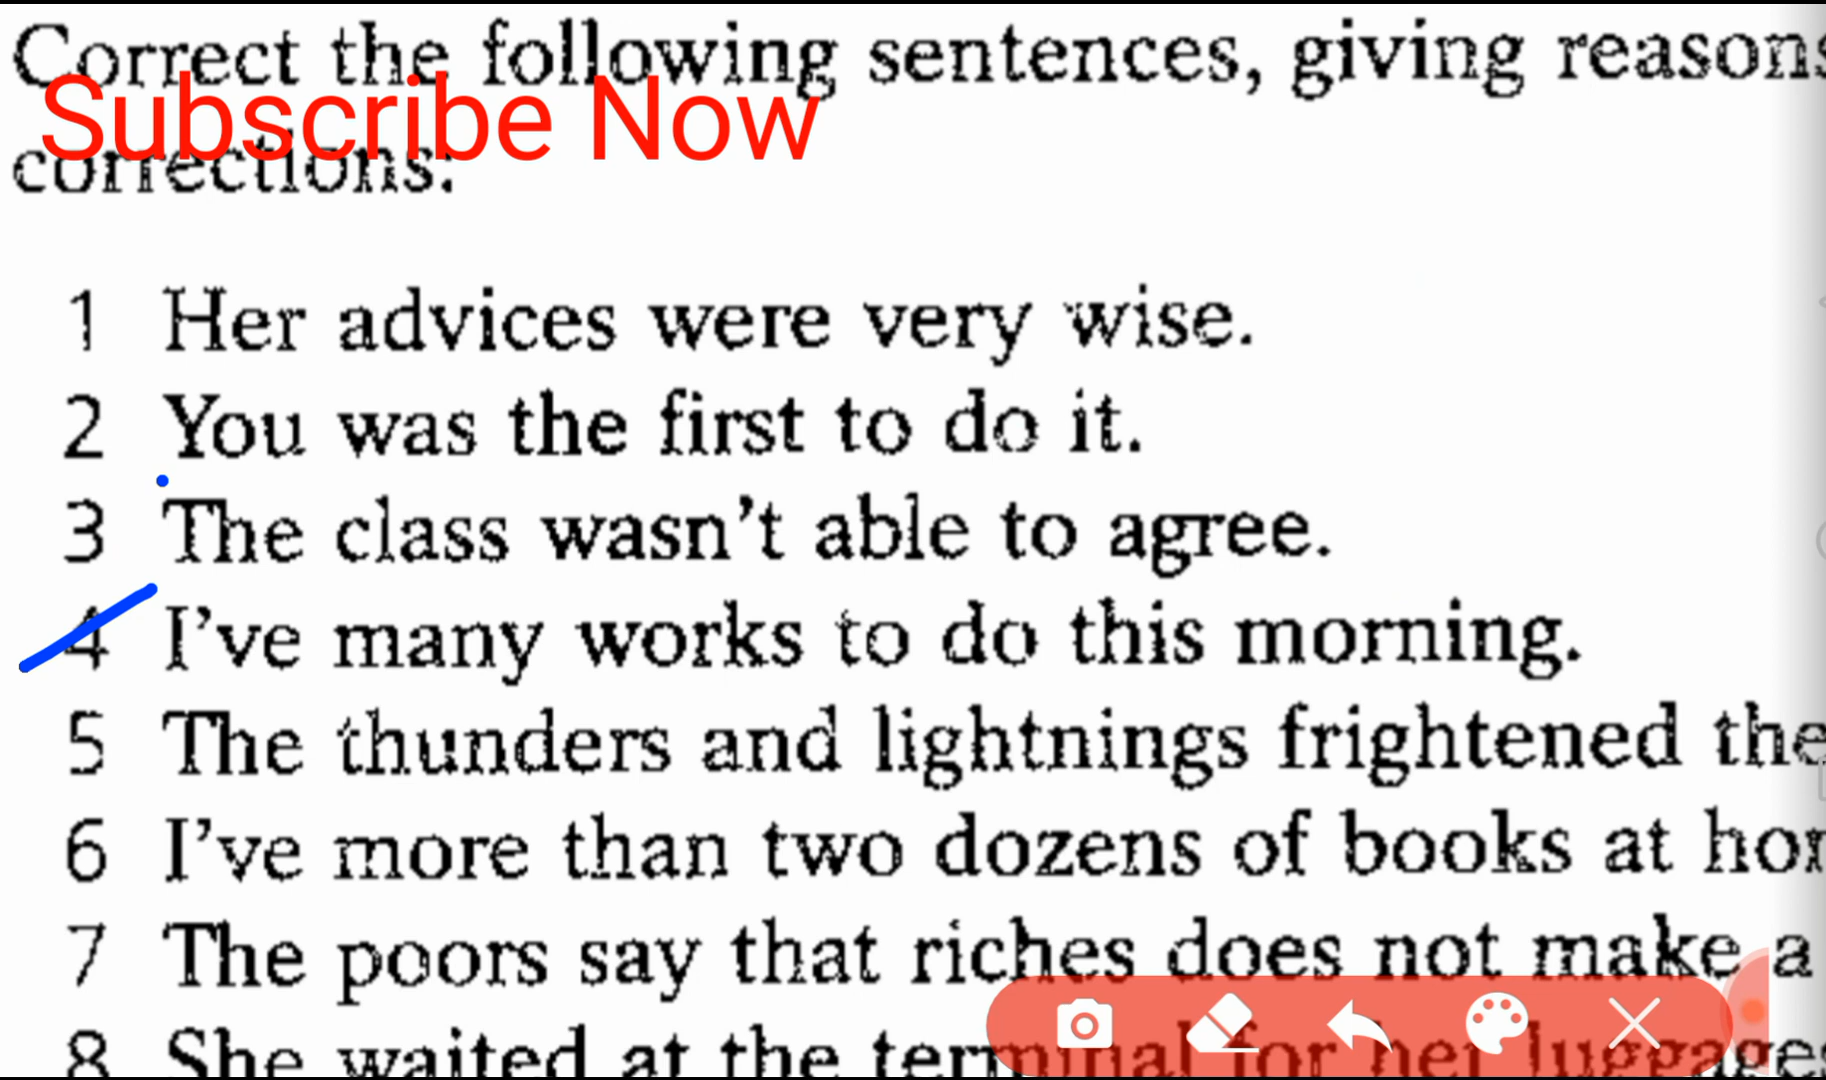 Correct the following sentences, giving reasons
Subscribe Now
corrections:
1 Her advices were very wise.
2 You was the first to do it.
3 The class wasn't able to agree.
4 I've many works to do this morning.
5 The thunders and lightnings frightened the
6 I've more than two dozens of books at
7 The poors say that riches does not make a
8 She waited at the terminal for her luggages